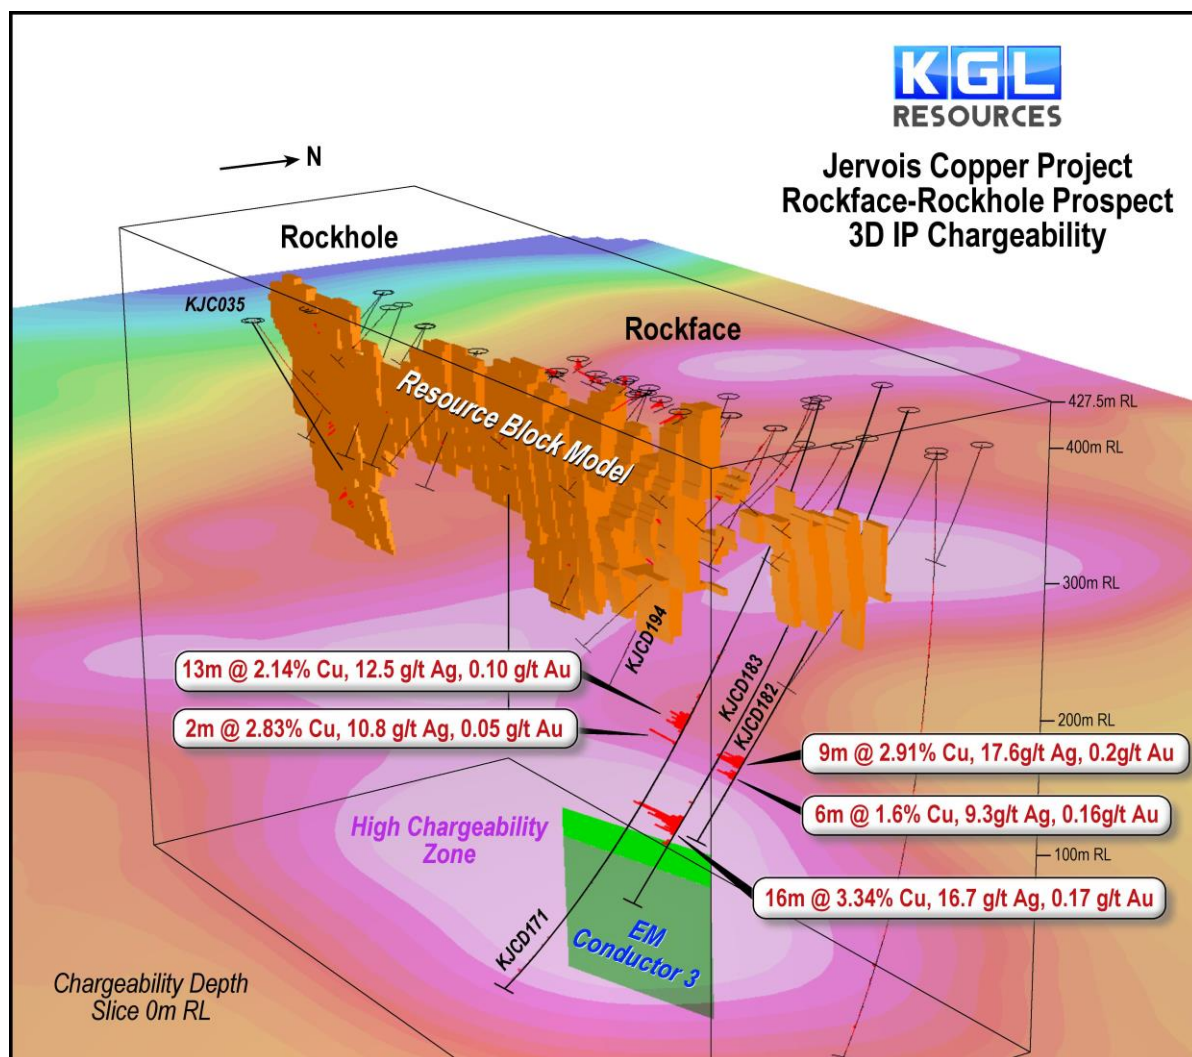 KGL
RESOURCES
Jervois Copper Project
Rockface-Rockhole Prospect
3D IP Chargeability
N
Rockhole
KJC035
Rockface
Resource Block Model
427.5m RL
400m RL
300m RL
200m RL
100m RL
KJCD194
KJCD183
KJCD182
13m @ 2.14% Cu, 12.5 g/t Ag, 0.10 g/t Au
2m @ 2.83% Cu, 10.8 g/t Ag, 0.05 g/t Au
9m @ 2.91% Cu, 17.6g/t Ag, 0.2g/t Au
6m @ 1.6% Cu, 9.3g/t Ag, 0.16g/t Au
16m @ 3.34% Cu, 16.7 g/t Ag, 0.17 g/t Au
High Chargeability
Zone
KJCD171
EM
Conductor 3
Chargeability Depth
Slice 0m RL